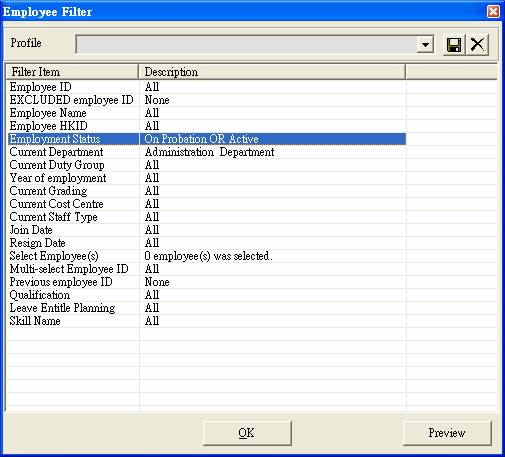 Employee Filter
Profile
Filter Item Description
Employee ID All
EXCLUDED employee ID None
Employee Name All
Employee HKID All
Employment Status On Probation OR Active
Current Department Administration Department
Current Duty Group All
Year of employment All
Current Grading All
Current Cost Centre All
Current Staff Type All
Join Date All
Resign Date All
Select Employee(s) 0 employee(s) was selected.
Multi-select Employee ID All
Previous employee ID None
Qualification All
Leave Entitle Planning All
Skill Name All
OK Preview